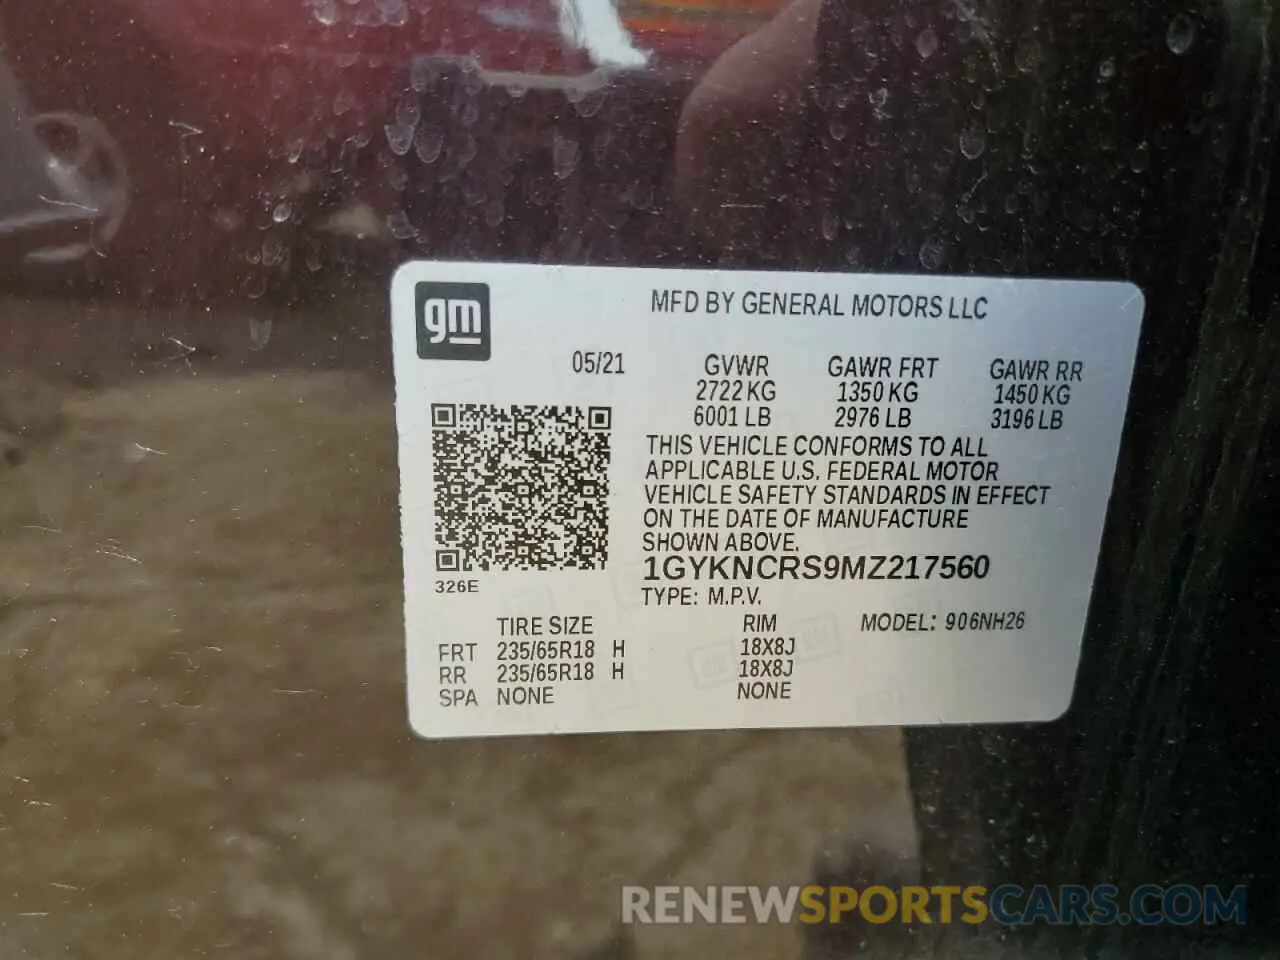 gm
MFD BY GENERAL MOTORS LLC
05/21 GVWR GAWR FRT GAWR RR
2722 KG 1350 KG 1450 KG
6001 LB 2976 LB 3196 LB
THIS VEHICLE CONFORMS TO ALL
APPLICABLE U.S. FEDERAL MOTOR
VEHICLE SAFETY STANDARDS IN EFFECT
ON THE DATE OF MANUFACTURE
SHOWN ABOVE.
1GYKNCRS9MZ217560
326E
TYPE: M.P.V.
TIRE SIZE RIM MODEL: 906NH26
FRT 235/65R18 H 18X8J
RR 235/65R18 H 18X8J
SPA NONE NONE
RENEWSPORTSCARS.COM